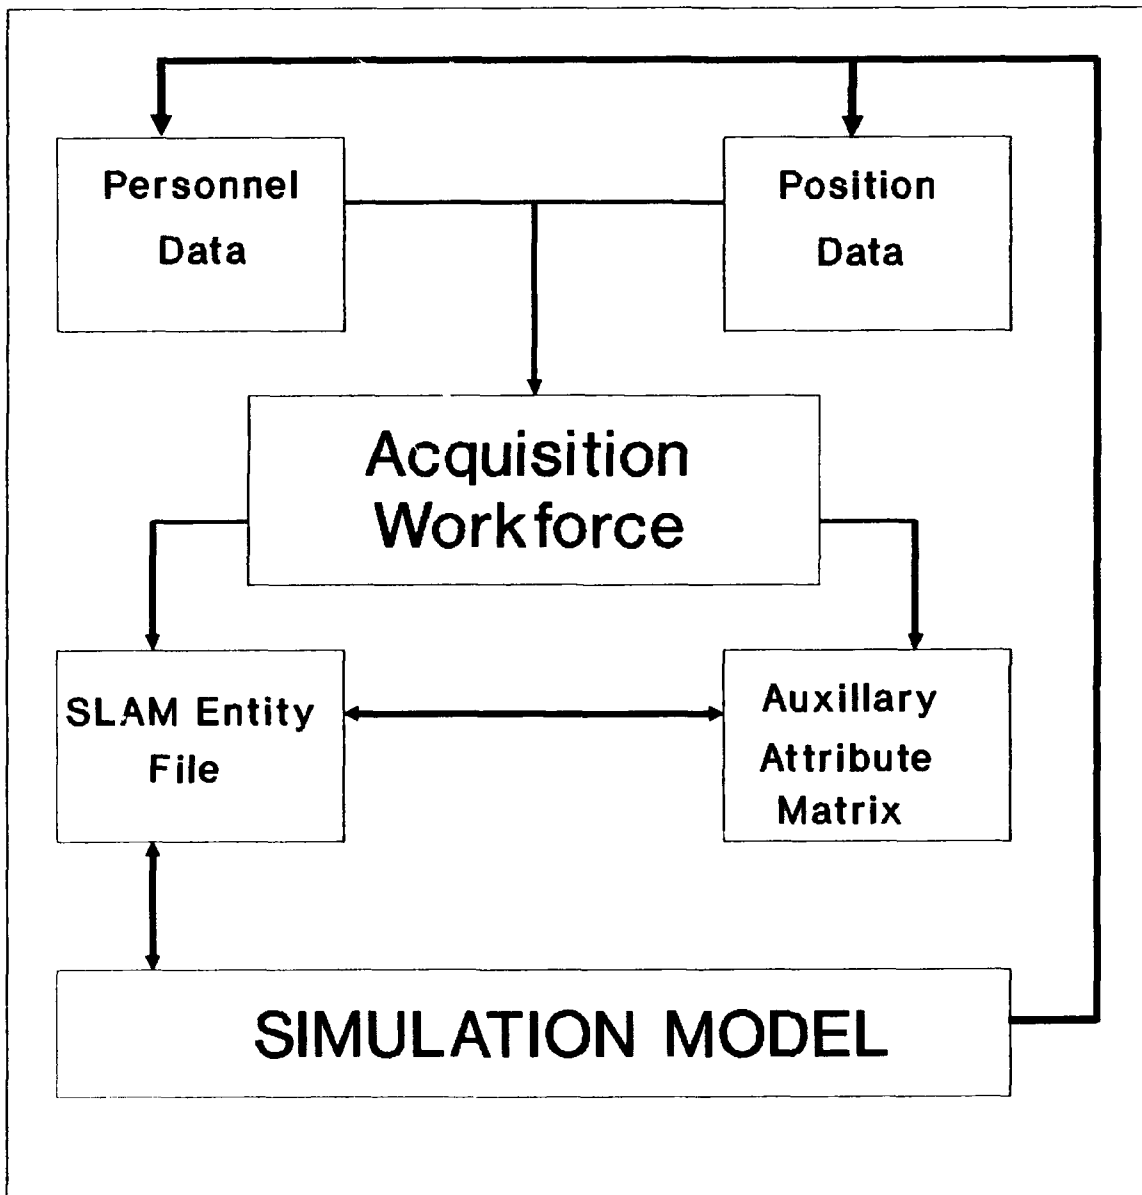 Personnel
Data
Position
Data
Acquisition
Workforce
SLAM Entity
File
Auxillary
Attribute
Matrix
SIMULATION MODEL